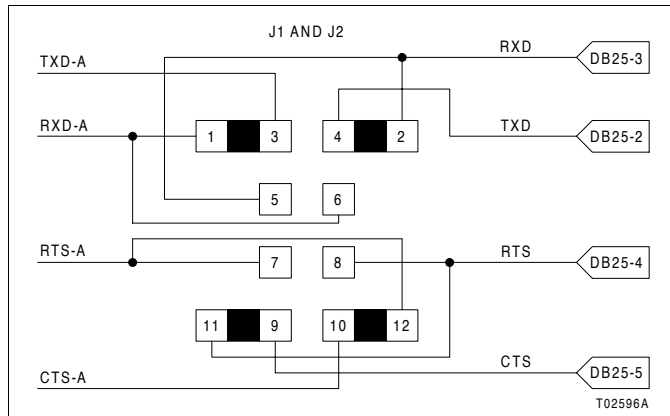 J1 AND J2
TXD-A RXD DB25-3
RXD-A 1 3 4 2 TXD DB25-2
5 6
RTS-A 7 8 RTS DB25-4
11 9 10 12
CTS-A CTS DB25-5
T02596A